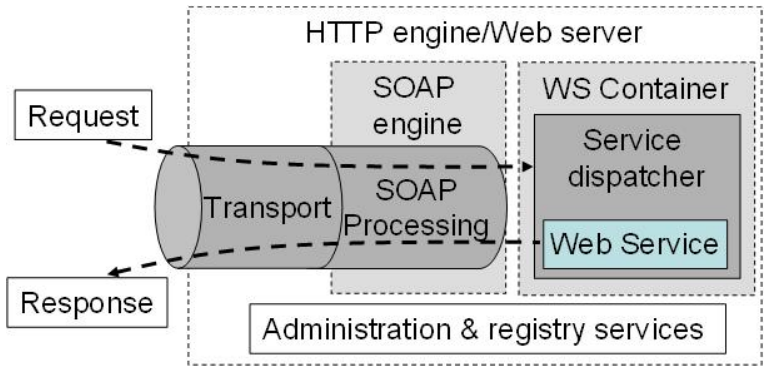 HTTP engine/Web server
SOAP
engine
WS Container
Request
Service
dispatcher
Transport
SOAP
Processing
Web Service
Response
Administration & registry services